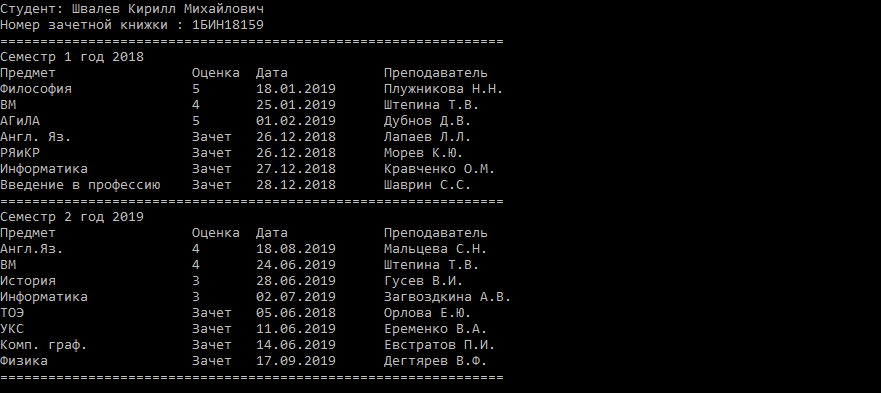 Студент: Швалев Кирилл Михайлович
Номер зачетной книжки : 1БИН18159
===============================================================
Семестр 1 год 2018
Предмет                 Оценка  Дата            Преподаватель
Философия               5       18.01.2019      Плужникова Н.Н.
ВМ                      4       25.01.2019      Штепина Т.В.
АГиЛА                   5       01.02.2019      Дубнов Д.В.
Англ. Яз.               Зачет   26.12.2018      Лапаев Л.Л.
РЯиКР                   Зачет   26.12.2018      Морев К.Ю.
Информатика             Зачет   27.12.2018      Кравченко О.М.
Введение в профессию    Зачет   28.12.2018      Шаврин С.С.
===============================================================
Семестр 2 год 2019
Предмет                 Оценка  Дата            Преподаватель
Англ.Яз.                4       18.08.2019      Мальцева С.Н.
ВМ                      4       24.06.2019      Штепина Т.В.
История                 3       28.06.2019      Гусев В.И.
Информатика             3       02.07.2019      Загвоздкина А.В.
ТОЭ                     Зачет   05.06.2018      Орлова Е.Ю.
УКС                     Зачет   11.06.2019      Еременко В.А.
Комп. граф.             Зачет   14.06.2019      Евстратов П.И.
Физика                  Зачет   17.09.2019      Дегтярев В.Ф.
===============================================================